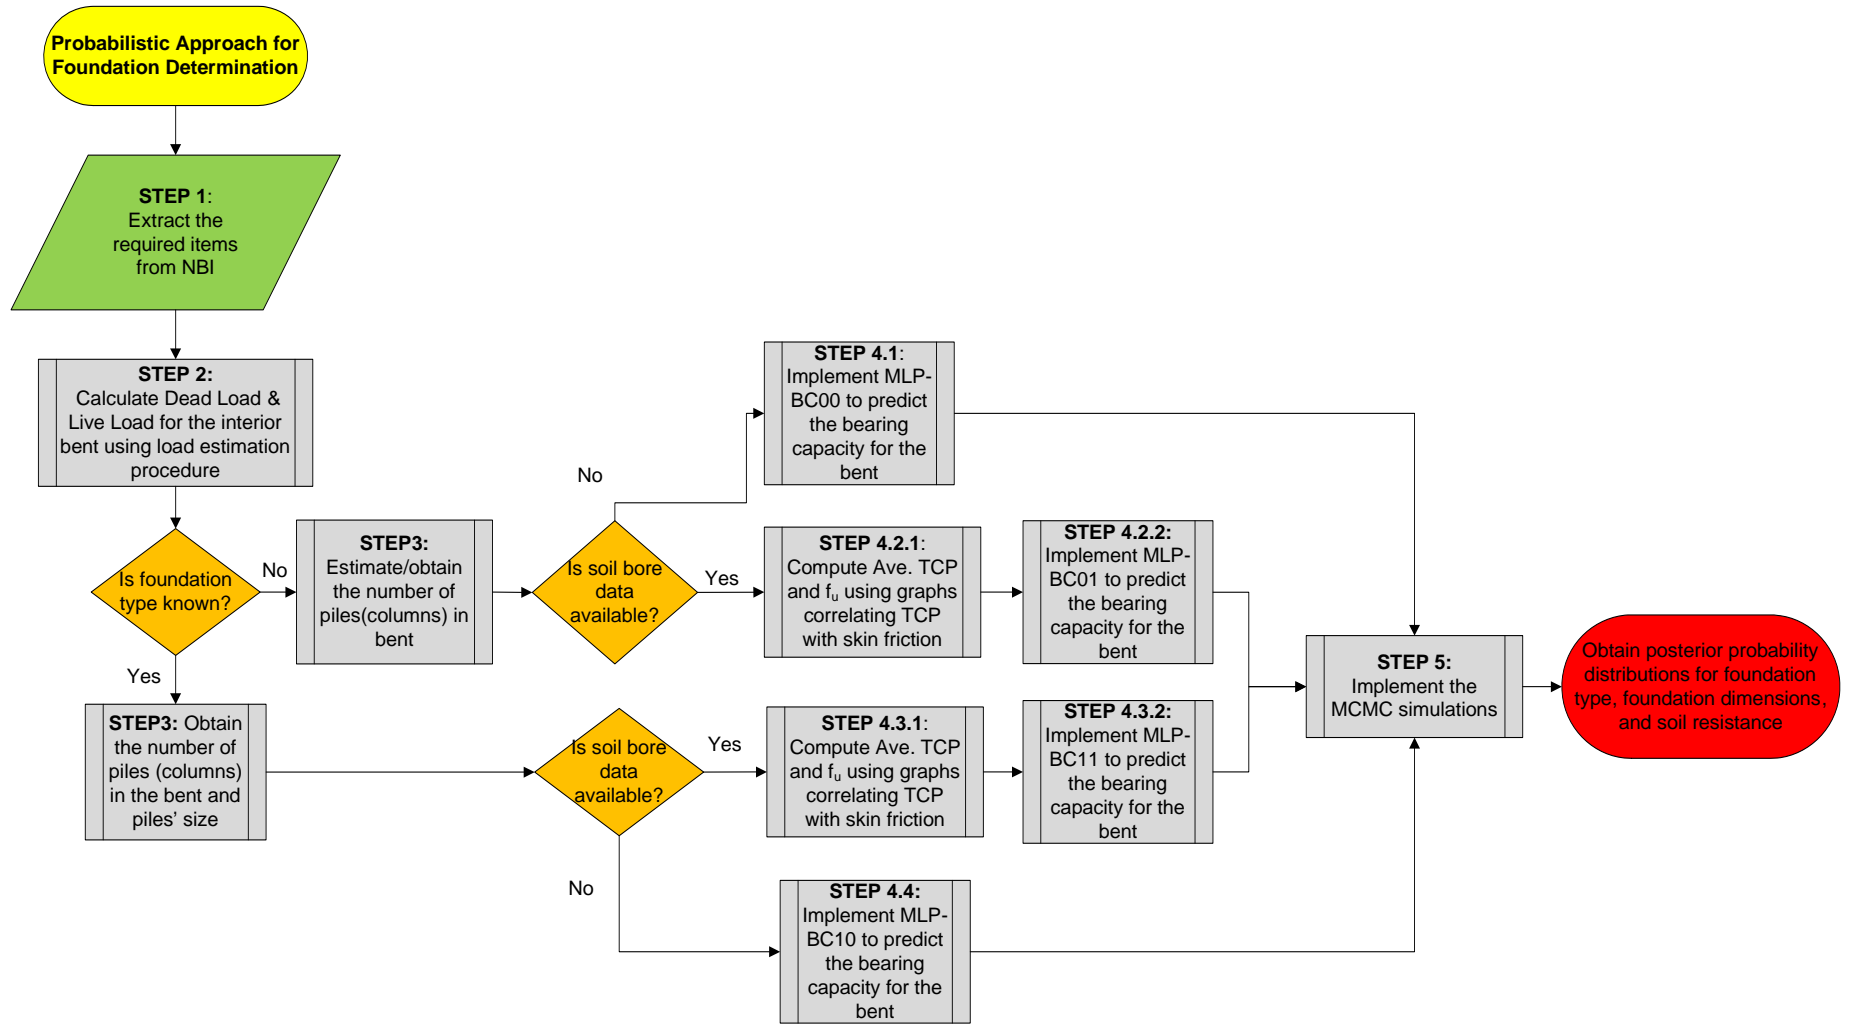 Probabilistic Approach for
Foundation Determination
STEP 1:
Extract the
required items
from NBI
STEP 2:
Calculate Dead Load &
Live Load for the interior
bent using load estimation
procedure
Is foundation
type known?
No
Yes
STEP3:
Estimate/obtain
the number of
piles(columns) in
bent
STEP3: Obtain
the number of
piles (columns)
in the bent and
piles’ size
Is soil bore
data
available?
No
Yes
STEP 4.1:
Implement MLP-
BC00 to predict
the bearing
capacity for the
bent
STEP 4.2.1:
Compute Ave. TCP
and fu using graphs
correlating TCP
with skin friction
STEP 4.2.2:
Implement MLP-
BC01 to predict
the bearing
capacity for the
bent
Is soil bore
data
available?
Yes
No
STEP 4.3.1:
Compute Ave. TCP
and fu using graphs
correlating TCP
with skin friction
STEP 4.3.2:
Implement MLP-
BC11 to predict
the bearing
capacity for the
bent
STEP 4.4:
Implement MLP-
BC10 to predict
the bearing
capacity for the
bent
STEP 5:
Implement the
MCMC simulations
Obtain posterior probability
distributions for foundation
type, foundation dimensions,
and soil resistance